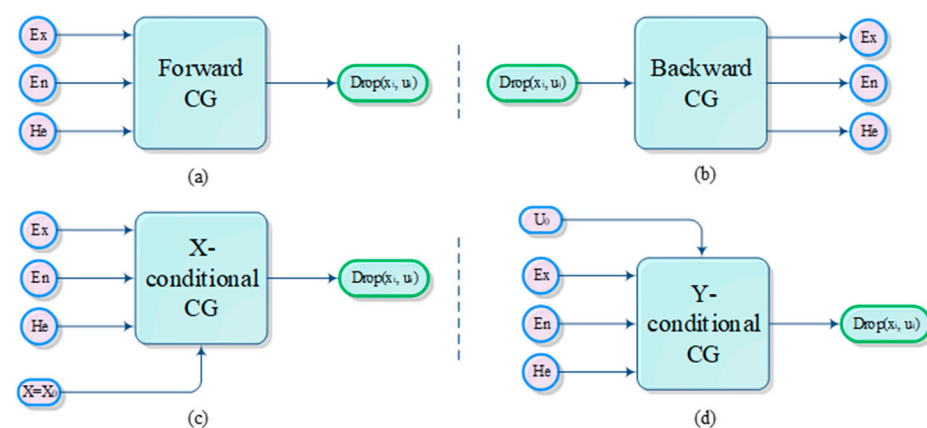 Ex
En
He
Forward
CG
Drop(xᵢ, uᵢ)
(a)
Drop(xᵢ, uᵢ)
Backward
CG
Ex
En
He
(b)
Ex
En
He
X-
conditional
CG
Drop(xᵢ, uᵢ)
X=X₀
(c)
U₀
Ex
En
He
Y-
conditional
CG
Drop(xᵢ, uᵢ)
(d)